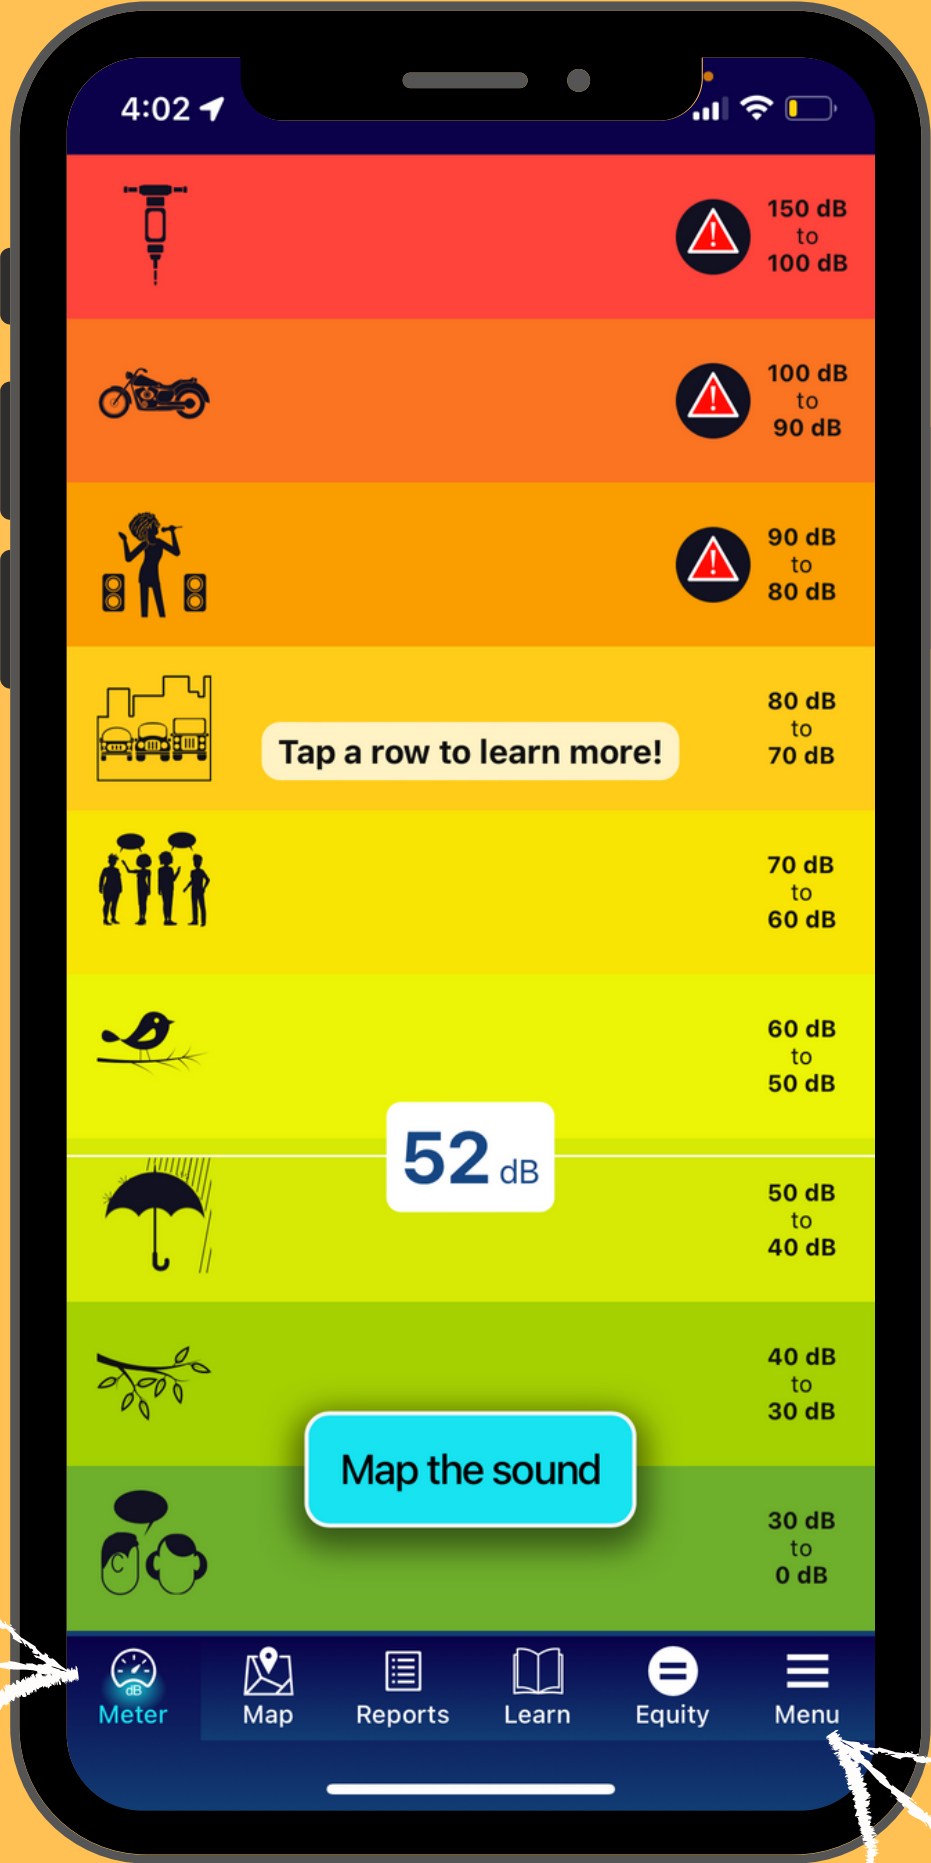 4:02
150 dB
to
100 dB
100 dB
to
90 dB
90 dB
to
80 dB
80 dB
to
70 dB
Tap a row to learn more!
70 dB
to
60 dB
60 dB
to
50 dB
52 dB
50 dB
to
40 dB
40 dB
to
30 dB
Map the sound
30 dB
to
0 dB
dB
Meter Map Reports Learn Equity Menu